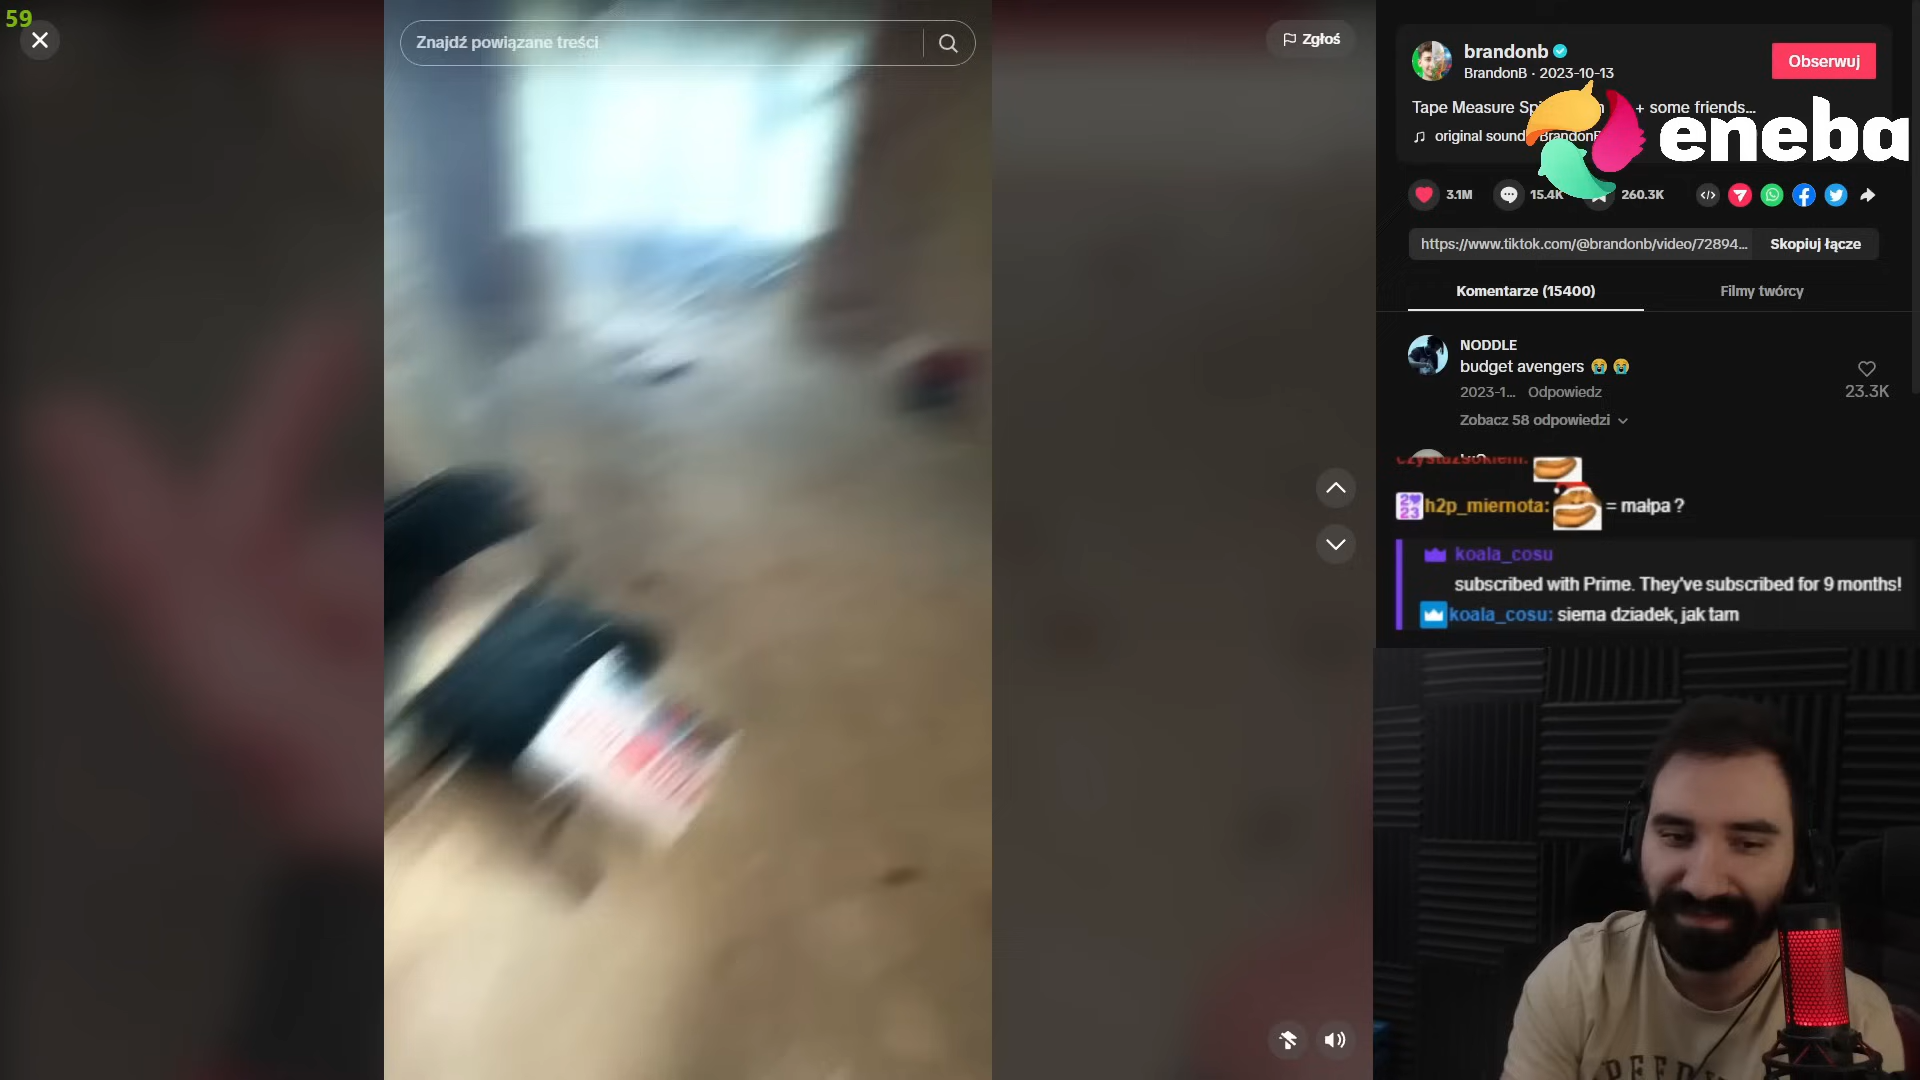 59
Znajdź powiązane treści
Zgłoś
brandonb
BrandonB · 2023-10-13
Obserwuj
Tape Measure + some friends...
original sound BrandonB
eneba
3.1M
15.4K
260.3K
https://www.tiktok.com/@brandonb/video/72894...
Skopiuj łącze
Komentarze (15400)
Filmy twórcy
NODDLE
budget avengers 😭😭
2023-1... Odpowiedz
23.3K
Zobacz 58 odpowiedzi
czystazsokiem:
h2p_miernota: = małpa ?
koala_cosu
subscribed with Prime. They've subscribed for 9 months!
koala_cosu: siema dziadek, jak tam